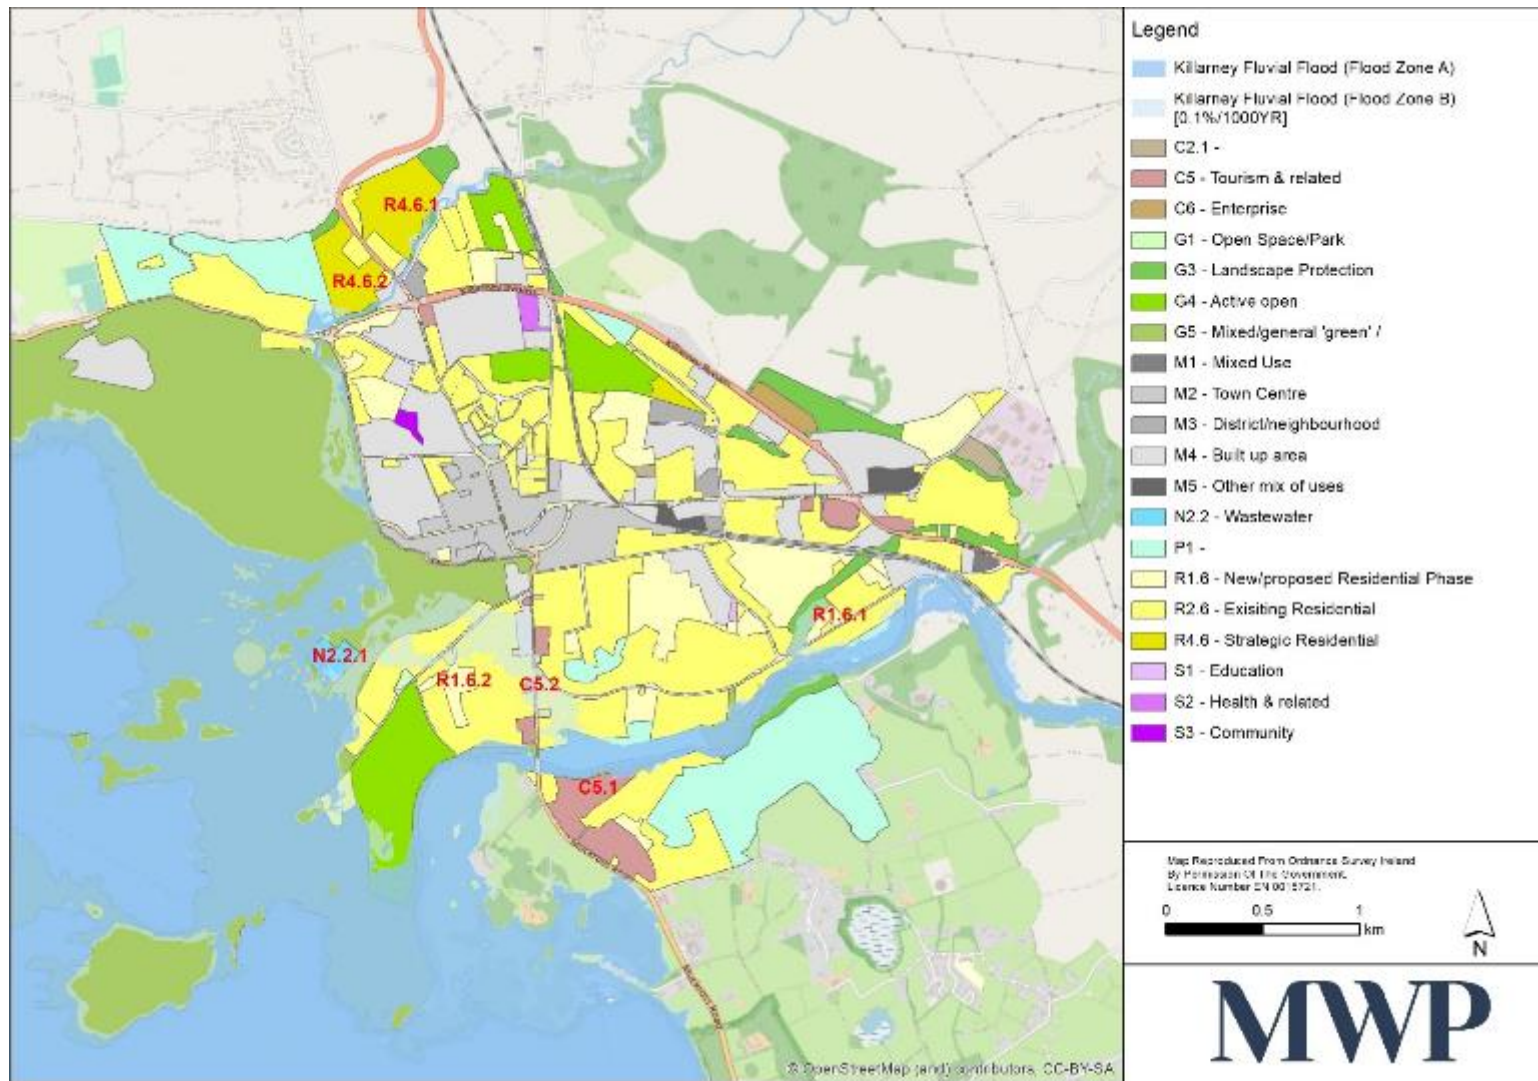 Legend
Killarney Fluvial Flood (Flood Zone A)
Killarney Fluvial Flood (Flood Zone B)
[0.1%/1000YR]
C2.1 -
C5 - Tourism & related
C6 - Enterprise
G1 - Open Space/Park
G3 - Landscape Protection
G4 - Active open
G5 - Mixed/general 'green' /
M1 - Mixed Use
M2 - Town Centre
M3 - District/neighbourhood
M4 - Built up area
M5 - Other mix of uses
N2.2 - Wastewater
P1 -
R1.6 - New/proposed Residential Phase
R2.6 - Exisiting Residential
R4.6 - Strategic Residential
S1 - Education
S2 - Health & related
S3 - Community
R4.6.1
R4.6.2
R1.6.1
N2.2.1
R1.6.2
C5.2
C5.1
Muckross Road
© OpenStreetMap (and) contributors, CC-BY-SA
Map Reproduced From Ordnance Survey Ireland
By Permission Of The Government.
Licence Number EN 0015721.
0 0.5 1
km
N
MWP